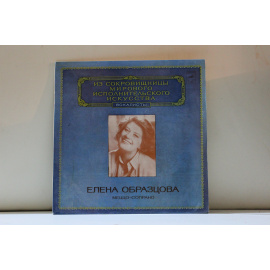 ИЗ СОКРОВИЩНИЦЫ
МИРОВОГО
ИСПОЛНИТЕЛЬСКОГО
ИСКУССТВА
ЕЛЕНА ОБРАЗЦОВА
МЕЦЦО-СОПРАНО